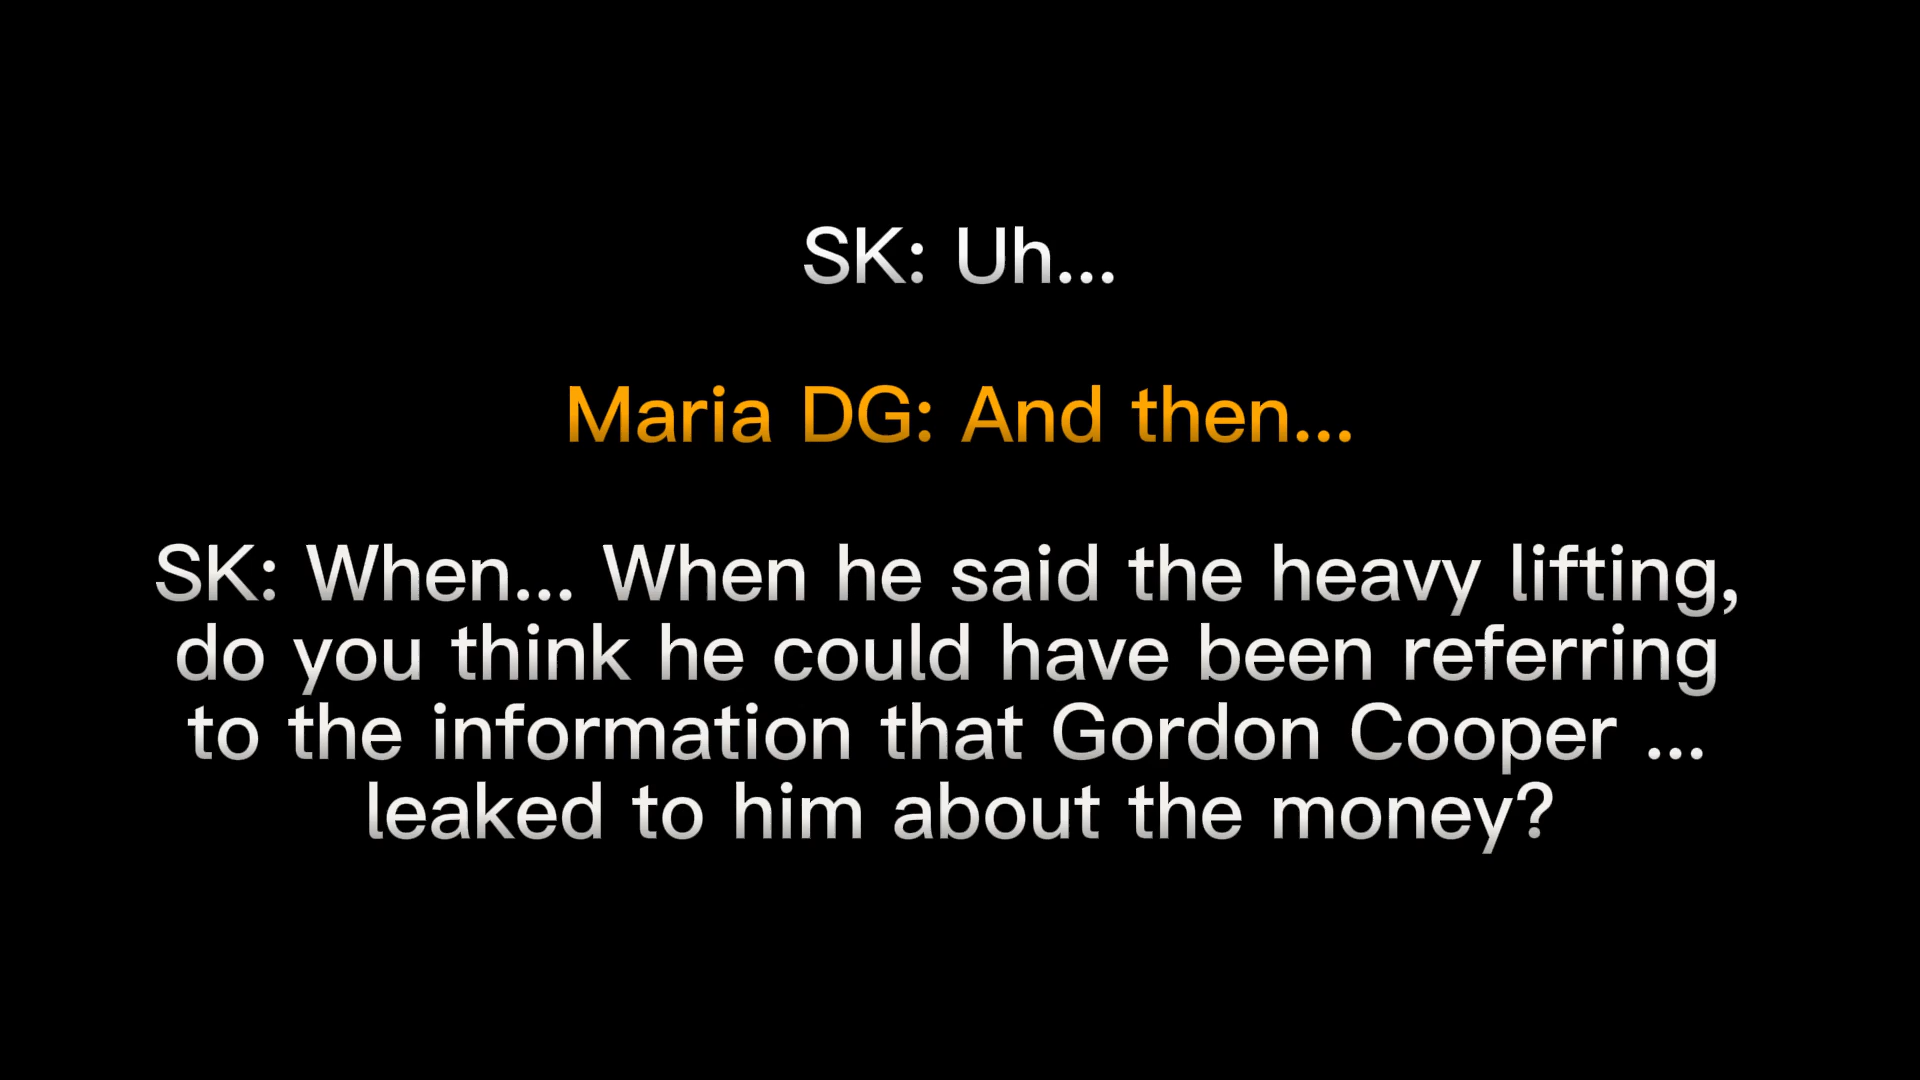 SK: Uh...
Maria DG: And then...
SK: When... When he said the heavy lifting,
do you think he could have been referring
to the information that Gordon Cooper ...
leaked to him about the money?